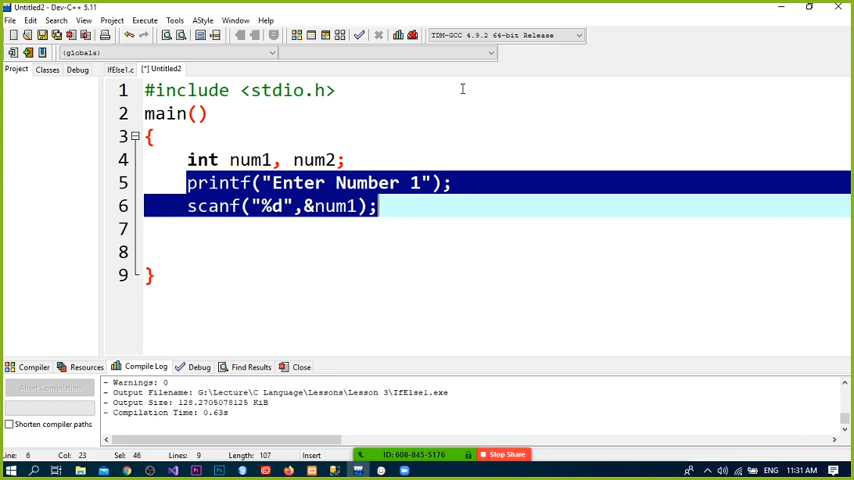 Untitled2 - Dev-C++ 5.11
File Edit Search View Project Execute Tools AStyle Window Help
TDM-GCC 4.9.2 64-bit Release
(globals)
Project Classes Debug IfElse1.c [*] Untitled2
1 #include <stdio.h>
2 main()
3 {
4 int num1, num2;
5 printf("Enter Number 1");
6 scanf("%d",&num1);
7
8
9 }
Compiler Resources Compile Log Debug Find Results Close
Abort Compilation
Shorten compiler paths
- Warnings: 0
- Output Filename: G:\Lecture\C Language\Lessons\Lesson 3\IfElse1.exe
- Output Size: 128.2705078125 KiB
- Compilation Time: 0.63s
Line: 6 Col: 23 Sel: 46 Lines: 9 Length: 107 Insert
ID: 608-845-5176 Stop Share
ENG 11:31 AM